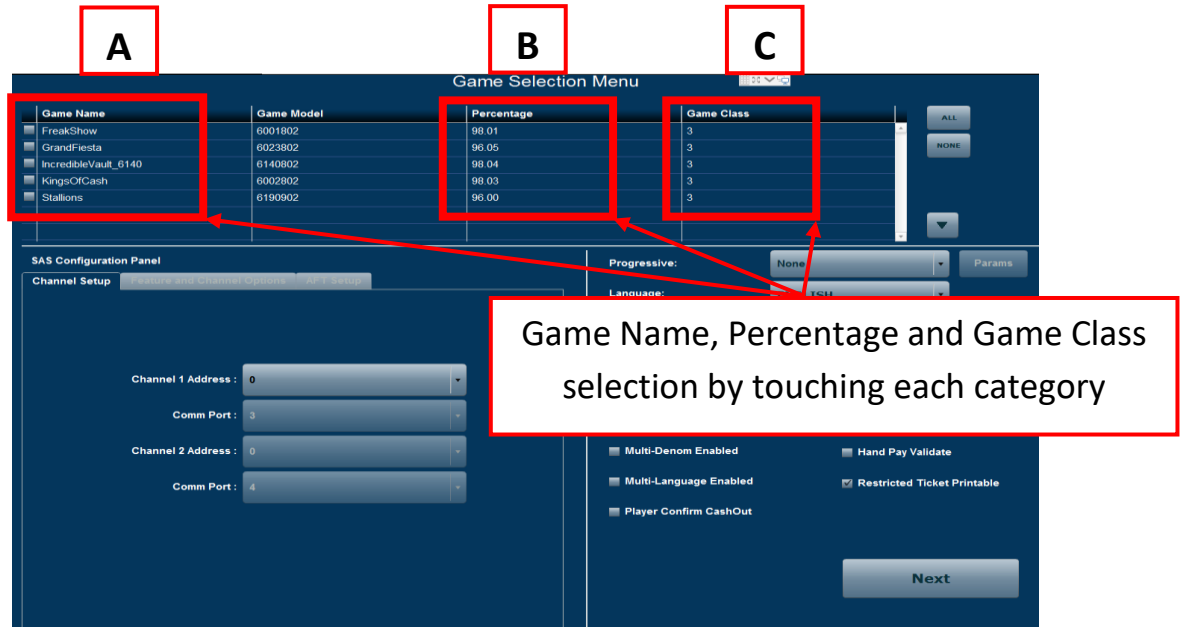 A
B
C
Game Selection Menu
Game Name Game Model Percentage Game Class
FreakShow 6001802 98.01 3
GrandFiesta 6023802 96.05 3
IncredibleVault_6140 6140802 98.04 3
KingsOfCash 6002802 98.03 3
Stallions 6190902 96.00 3
ALL
NONE
SAS Configuration Panel
Channel Setup Feature and Channel Options AFT Setup
Channel 1 Address : 0
Comm Port : 3
Channel 2 Address : 0
Comm Port : 4
Progressive: None Params
Language:
Game Name, Percentage and Game Class
selection by touching each category
Multi-Denom Enabled Hand Pay Validate
Multi-Language Enabled Restricted Ticket Printable
Player Confirm CashOut
Next